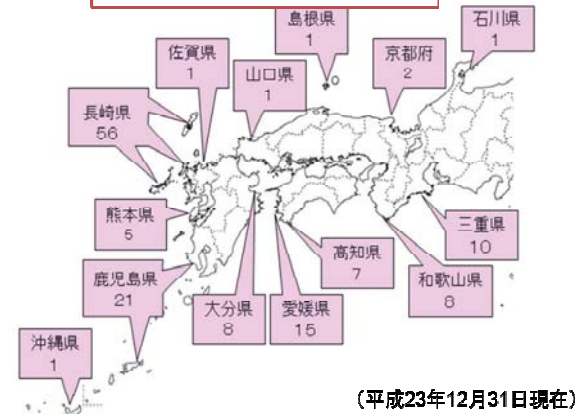 島根県
1
石川県
1
佐賀県
1
山口県
1
京都府
2
長崎県
56
熊本県
5
三重県
10
高知県
7
鹿児島県
21
和歌山県
8
大分県
8
愛媛県
15
沖縄県
1
(平成23年12月31日現在)